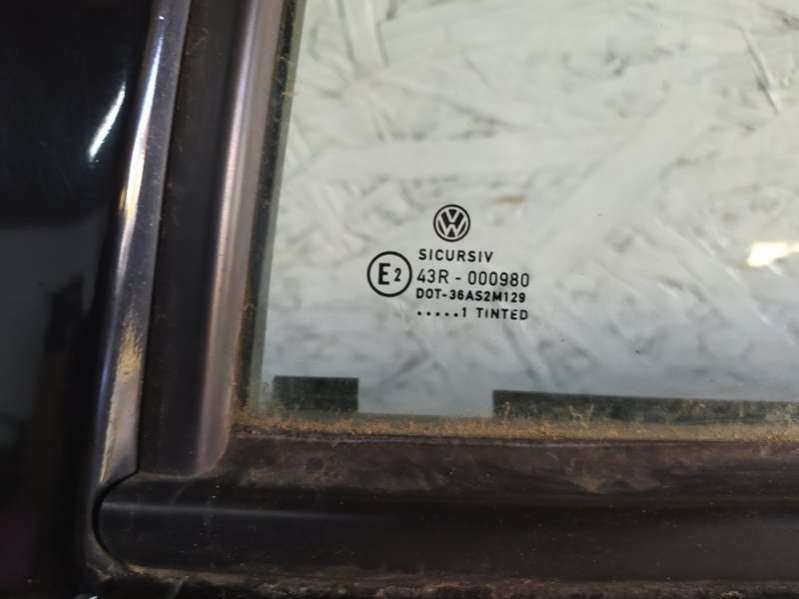 SICURSIV
E2 43R - 000980
DOT-36AS2M129
.....1 TINTED